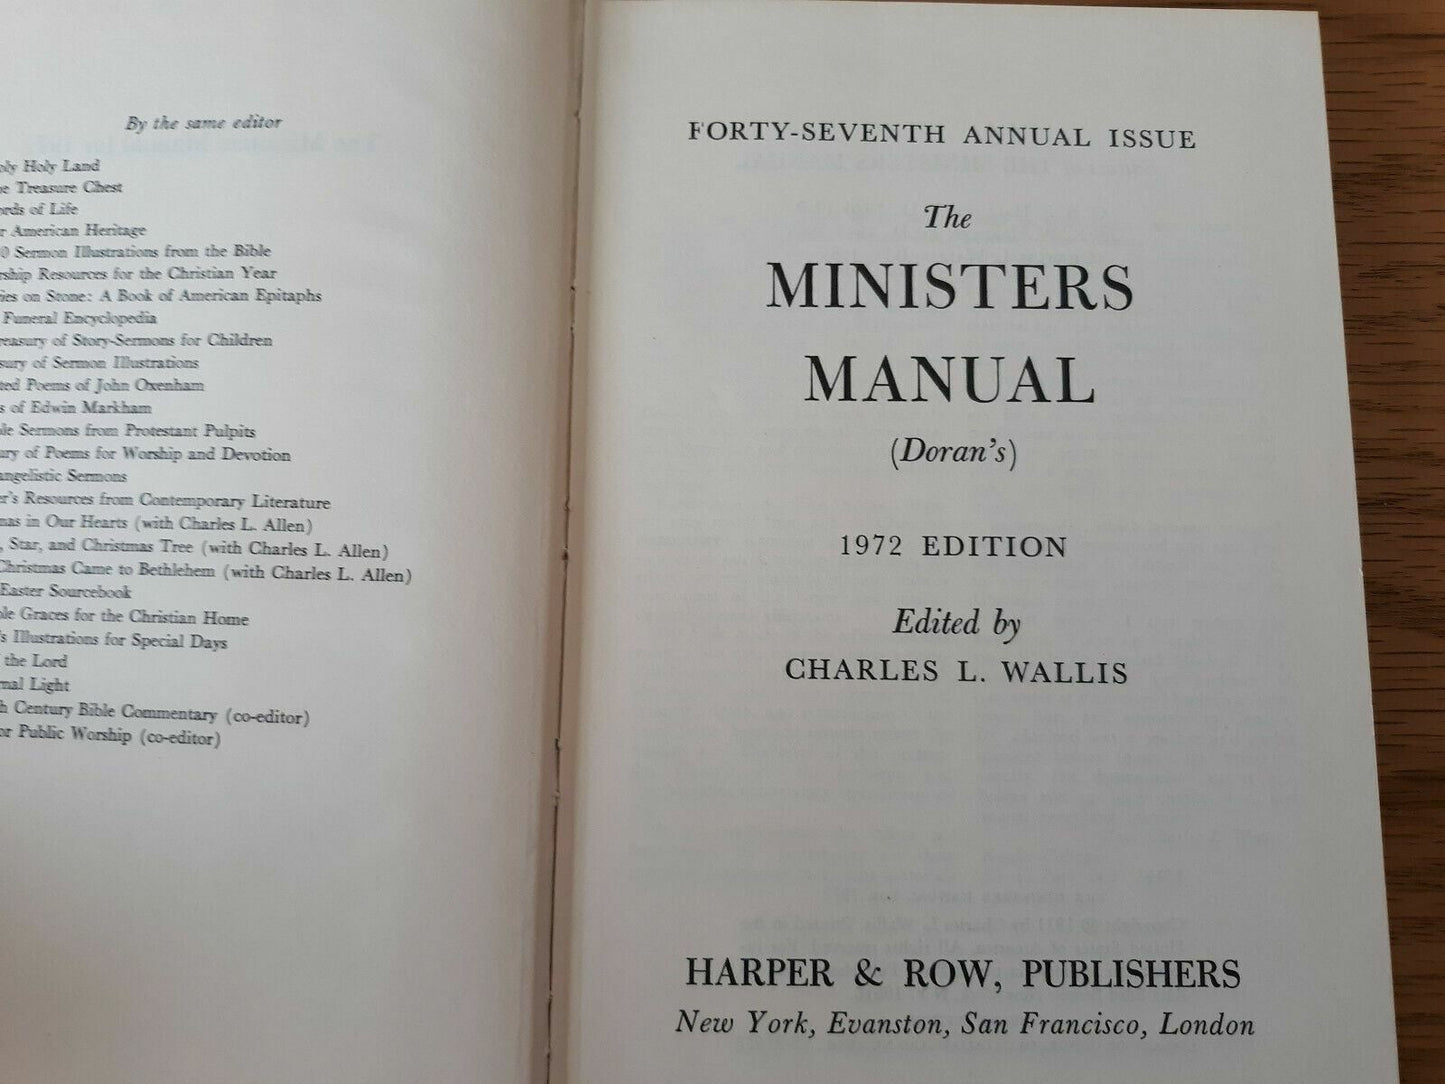 By the same editor
Holy Land
Treasure Chest
of Life
American Heritage
Sermon Illustrations from the Bible
Resources for the Christian Year
on Stone: A Book of American Epitaphs
Funeral Encyclopedia
of Story-Sermons for Children
of Sermon Illustrations
Poems of John Oxenham
of Edwin Markham
Sermons from Protestant Pulpits
of Poems for Worship and Devotion
Sermons
Resources from Contemporary Literature
in Our Hearts (with Charles L. Allen)
Star, and Christmas Tree (with Charles L. Allen)
Christmas Came to Bethlehem (with Charles L. Allen)
Easter Sourcebook
Graces for the Christian Home
Illustrations for Special Days
the Lord
Light
Century Bible Commentary (co-editor)
Public Worship (co-editor)
FORTY-SEVENTH ANNUAL ISSUE
The
MINISTERS
MANUAL
(Doran's)
1972 EDITION
Edited by
CHARLES L. WALLIS
HARPER & ROW, PUBLISHERS
New York, Evanston, San Francisco, London